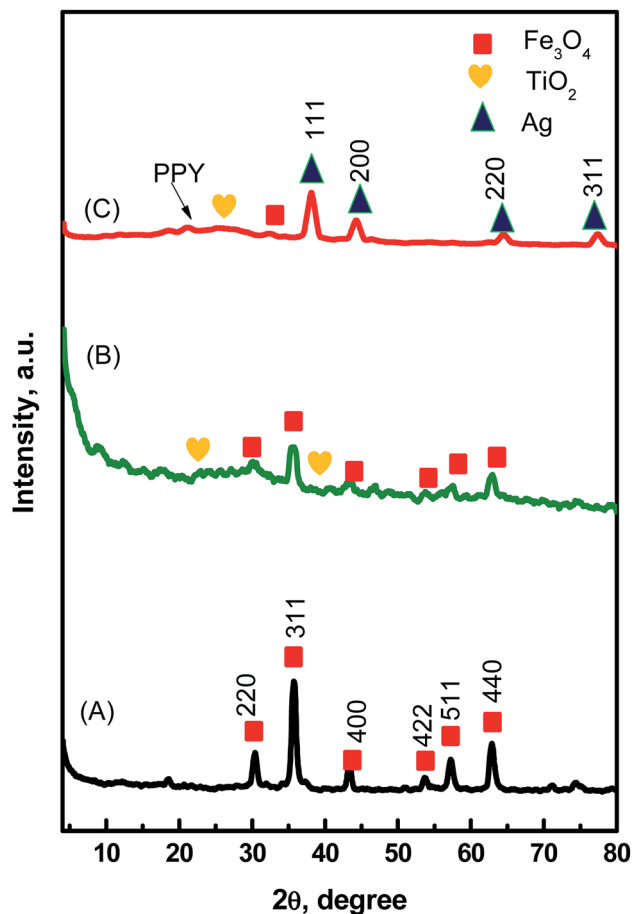 Fe₃O₄
TiO₂
Ag
111
200
220
311
PPY
(C)
(B)
311
220
400
422
511
440
(A)
Intensity, a.u.
10 20 30 40 50 60 70 80
2θ, degree